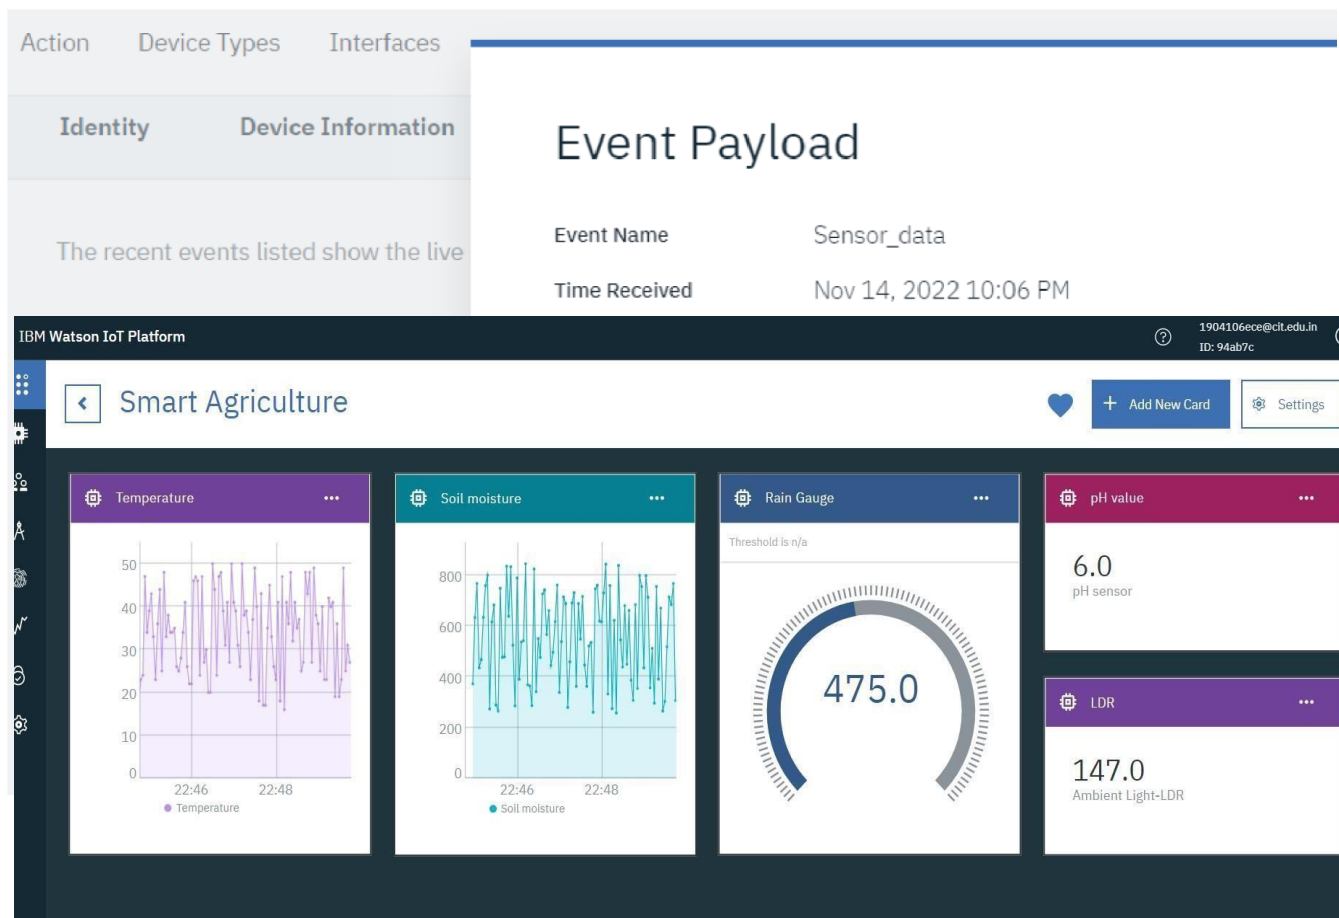 Action Device Types Interfaces
Identity Device Information
The recent events listed show the live
Event Payload
Event Name Sensor_data
Time Received Nov 14, 2022 10:06 PM
IBM Watson IoT Platform
1904106ece@cit.edu.in
ID: 94ab7c
Smart Agriculture
Add New Card
Settings
Temperature
50
40
30
20
10
0
22:46 22:48
Temperature
Soil moisture
800
600
400
200
0
22:46 22:48
Soil moisture
Rain Gauge
Threshold is n/a
475.0
pH value
6.0
pH sensor
LDR
147.0
Ambient Light-LDR